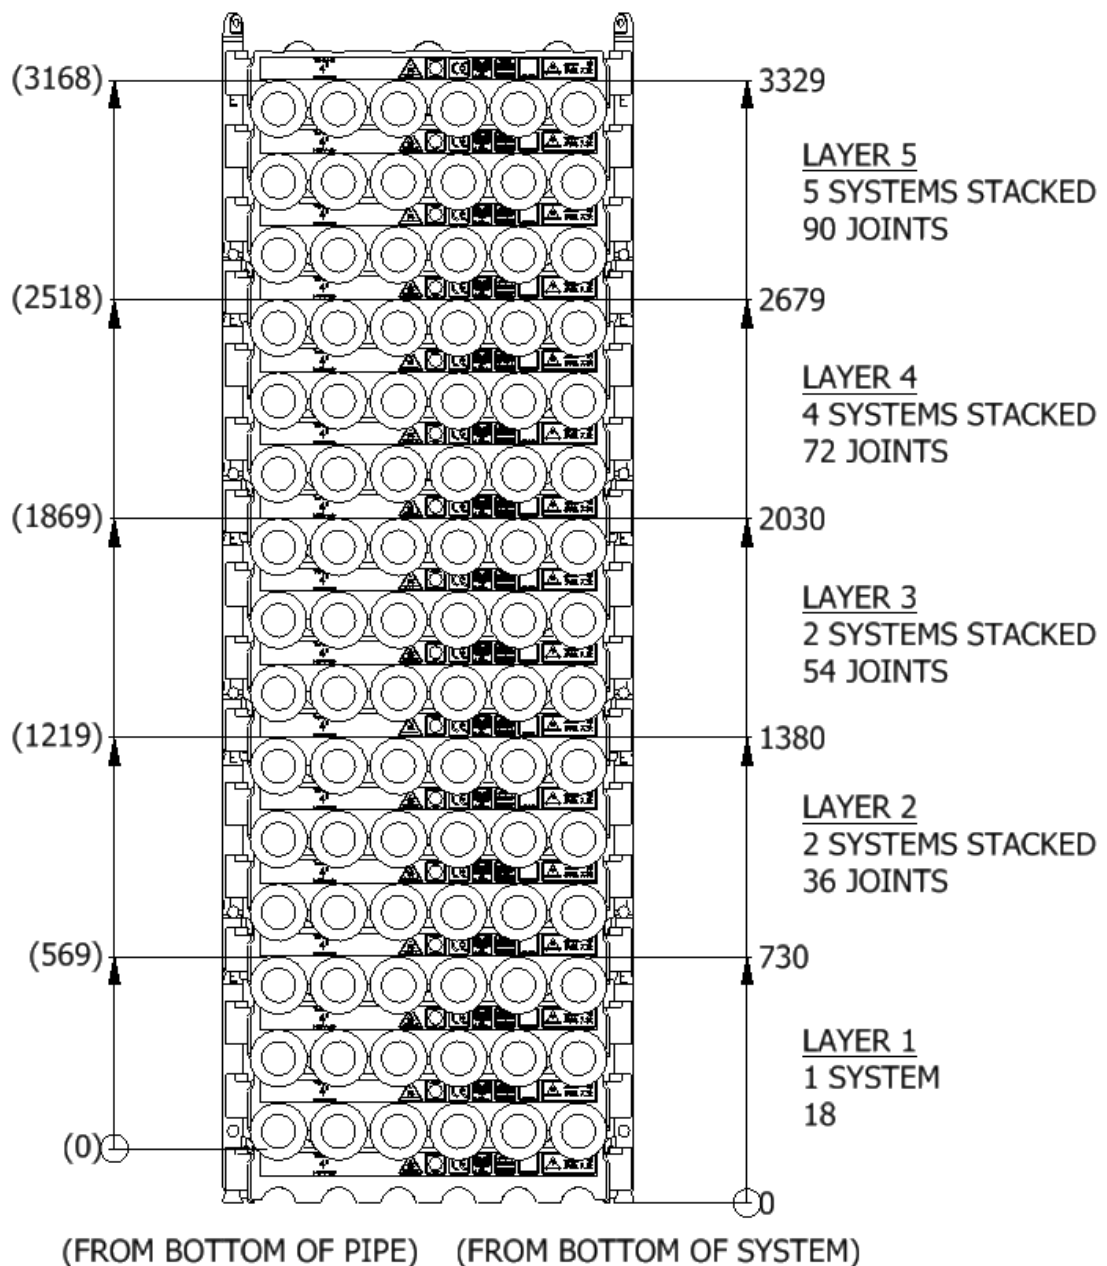 (3168)
3329
LAYER 5
5 SYSTEMS STACKED
90 JOINTS
(2518)
2679
LAYER 4
4 SYSTEMS STACKED
72 JOINTS
(1869)
2030
LAYER 3
2 SYSTEMS STACKED
54 JOINTS
(1219)
1380
LAYER 2
2 SYSTEMS STACKED
36 JOINTS
(569)
730
LAYER 1
1 SYSTEM
18
(0)
0
(FROM BOTTOM OF PIPE) (FROM BOTTOM OF SYSTEM)